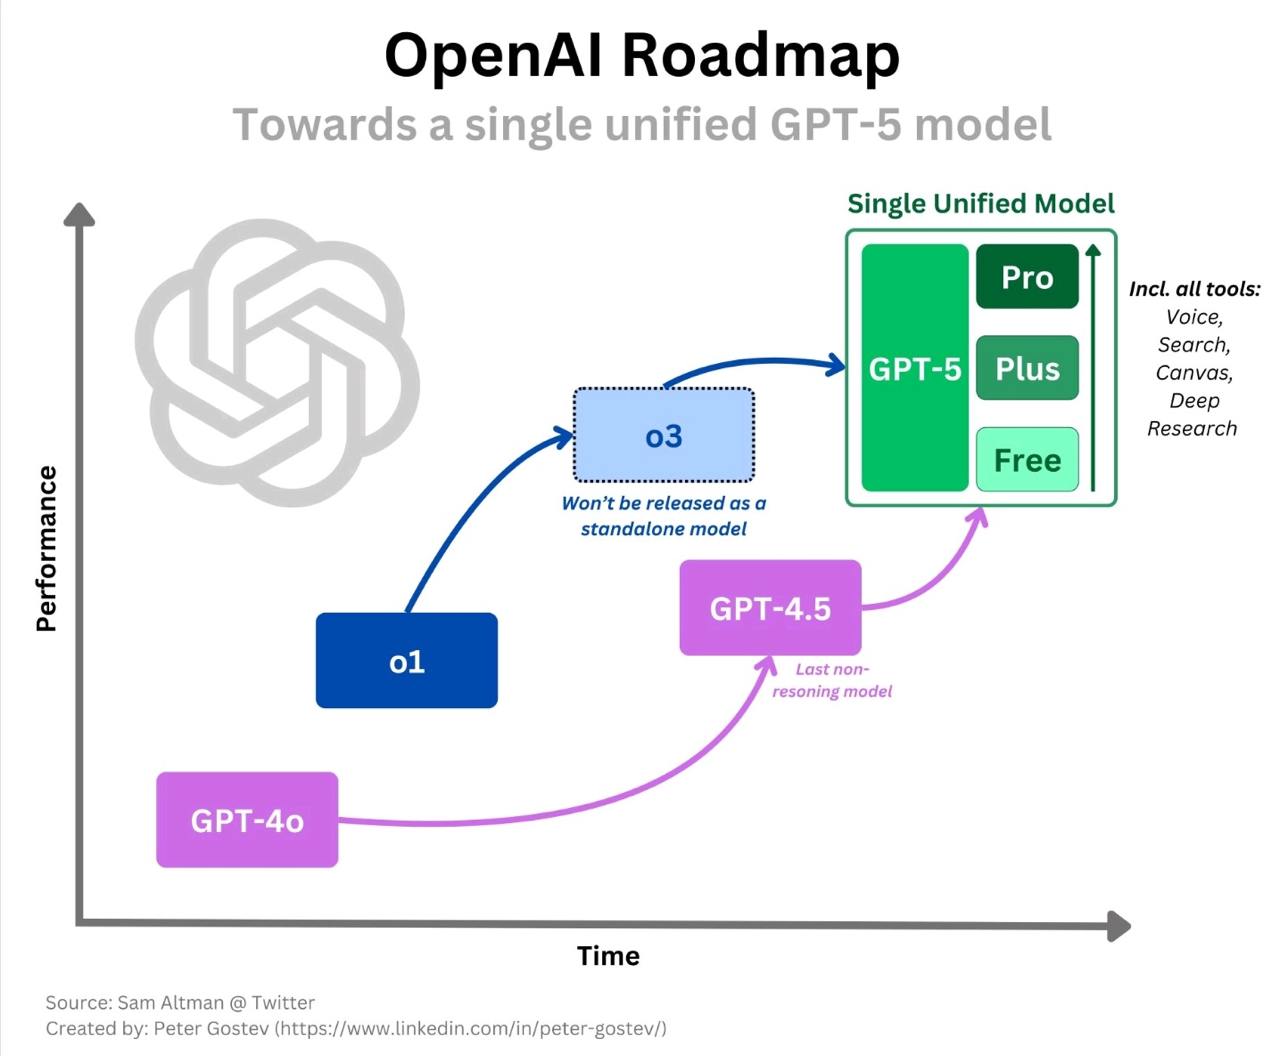 OpenAI Roadmap
Towards a single unified GPT-5 model
Single Unified Model
GPT-5
Pro
Plus
Free
Incl. all tools:
Voice,
Search,
Canvas,
Deep
Research
o3
Won't be released as a
standalone model
GPT-4.5
Last non-
resoning model
o1
GPT-4o
Performance
Time
Source: Sam Altman @ Twitter
Created by: Peter Gostev (https://www.linkedin.com/in/peter-gostev/)